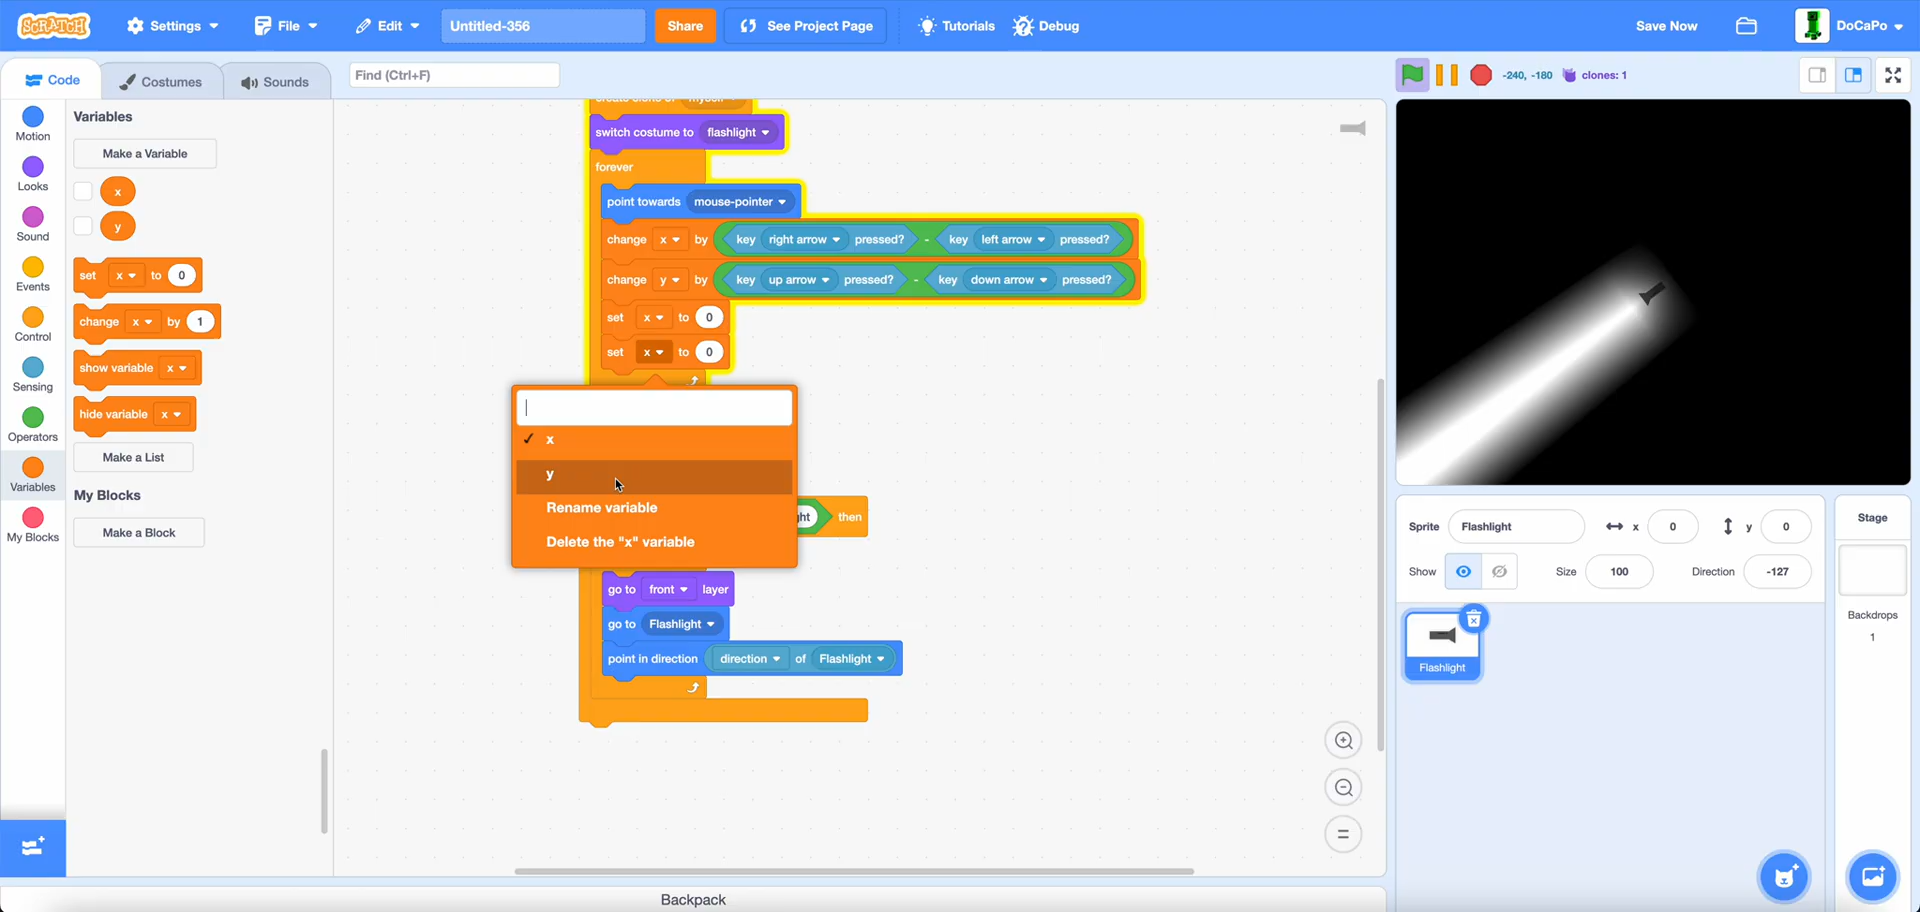 SCRATCH Settings File Edit Untitled-356 Share See Project Page Tutorials Debug Save Now DoCaPo
Code Costumes Sounds Find (Ctrl+F) -240, -180 clones: 1
Motion
Looks
Sound
Events
Control
Sensing
Operators
Variables
My Blocks
Variables
Make a Variable
x
y
set x to 0
change x by 1
show variable x
hide variable x
Make a List
My Blocks
Make a Block
create clone of myself
switch costume to flashlight
forever
point towards mouse-pointer
change x by key right arrow pressed? - key left arrow pressed?
change y by key up arrow pressed? - key down arrow pressed?
set x to 0
set x to 0
✓ x
y
Rename variable
Delete the "x" variable
then
go to front layer
go to Flashlight
point in direction direction of Flashlight
Backpack
Sprite Flashlight x 0 y 0
Show Size 100 Direction -127
Flashlight
Stage
Backdrops
1